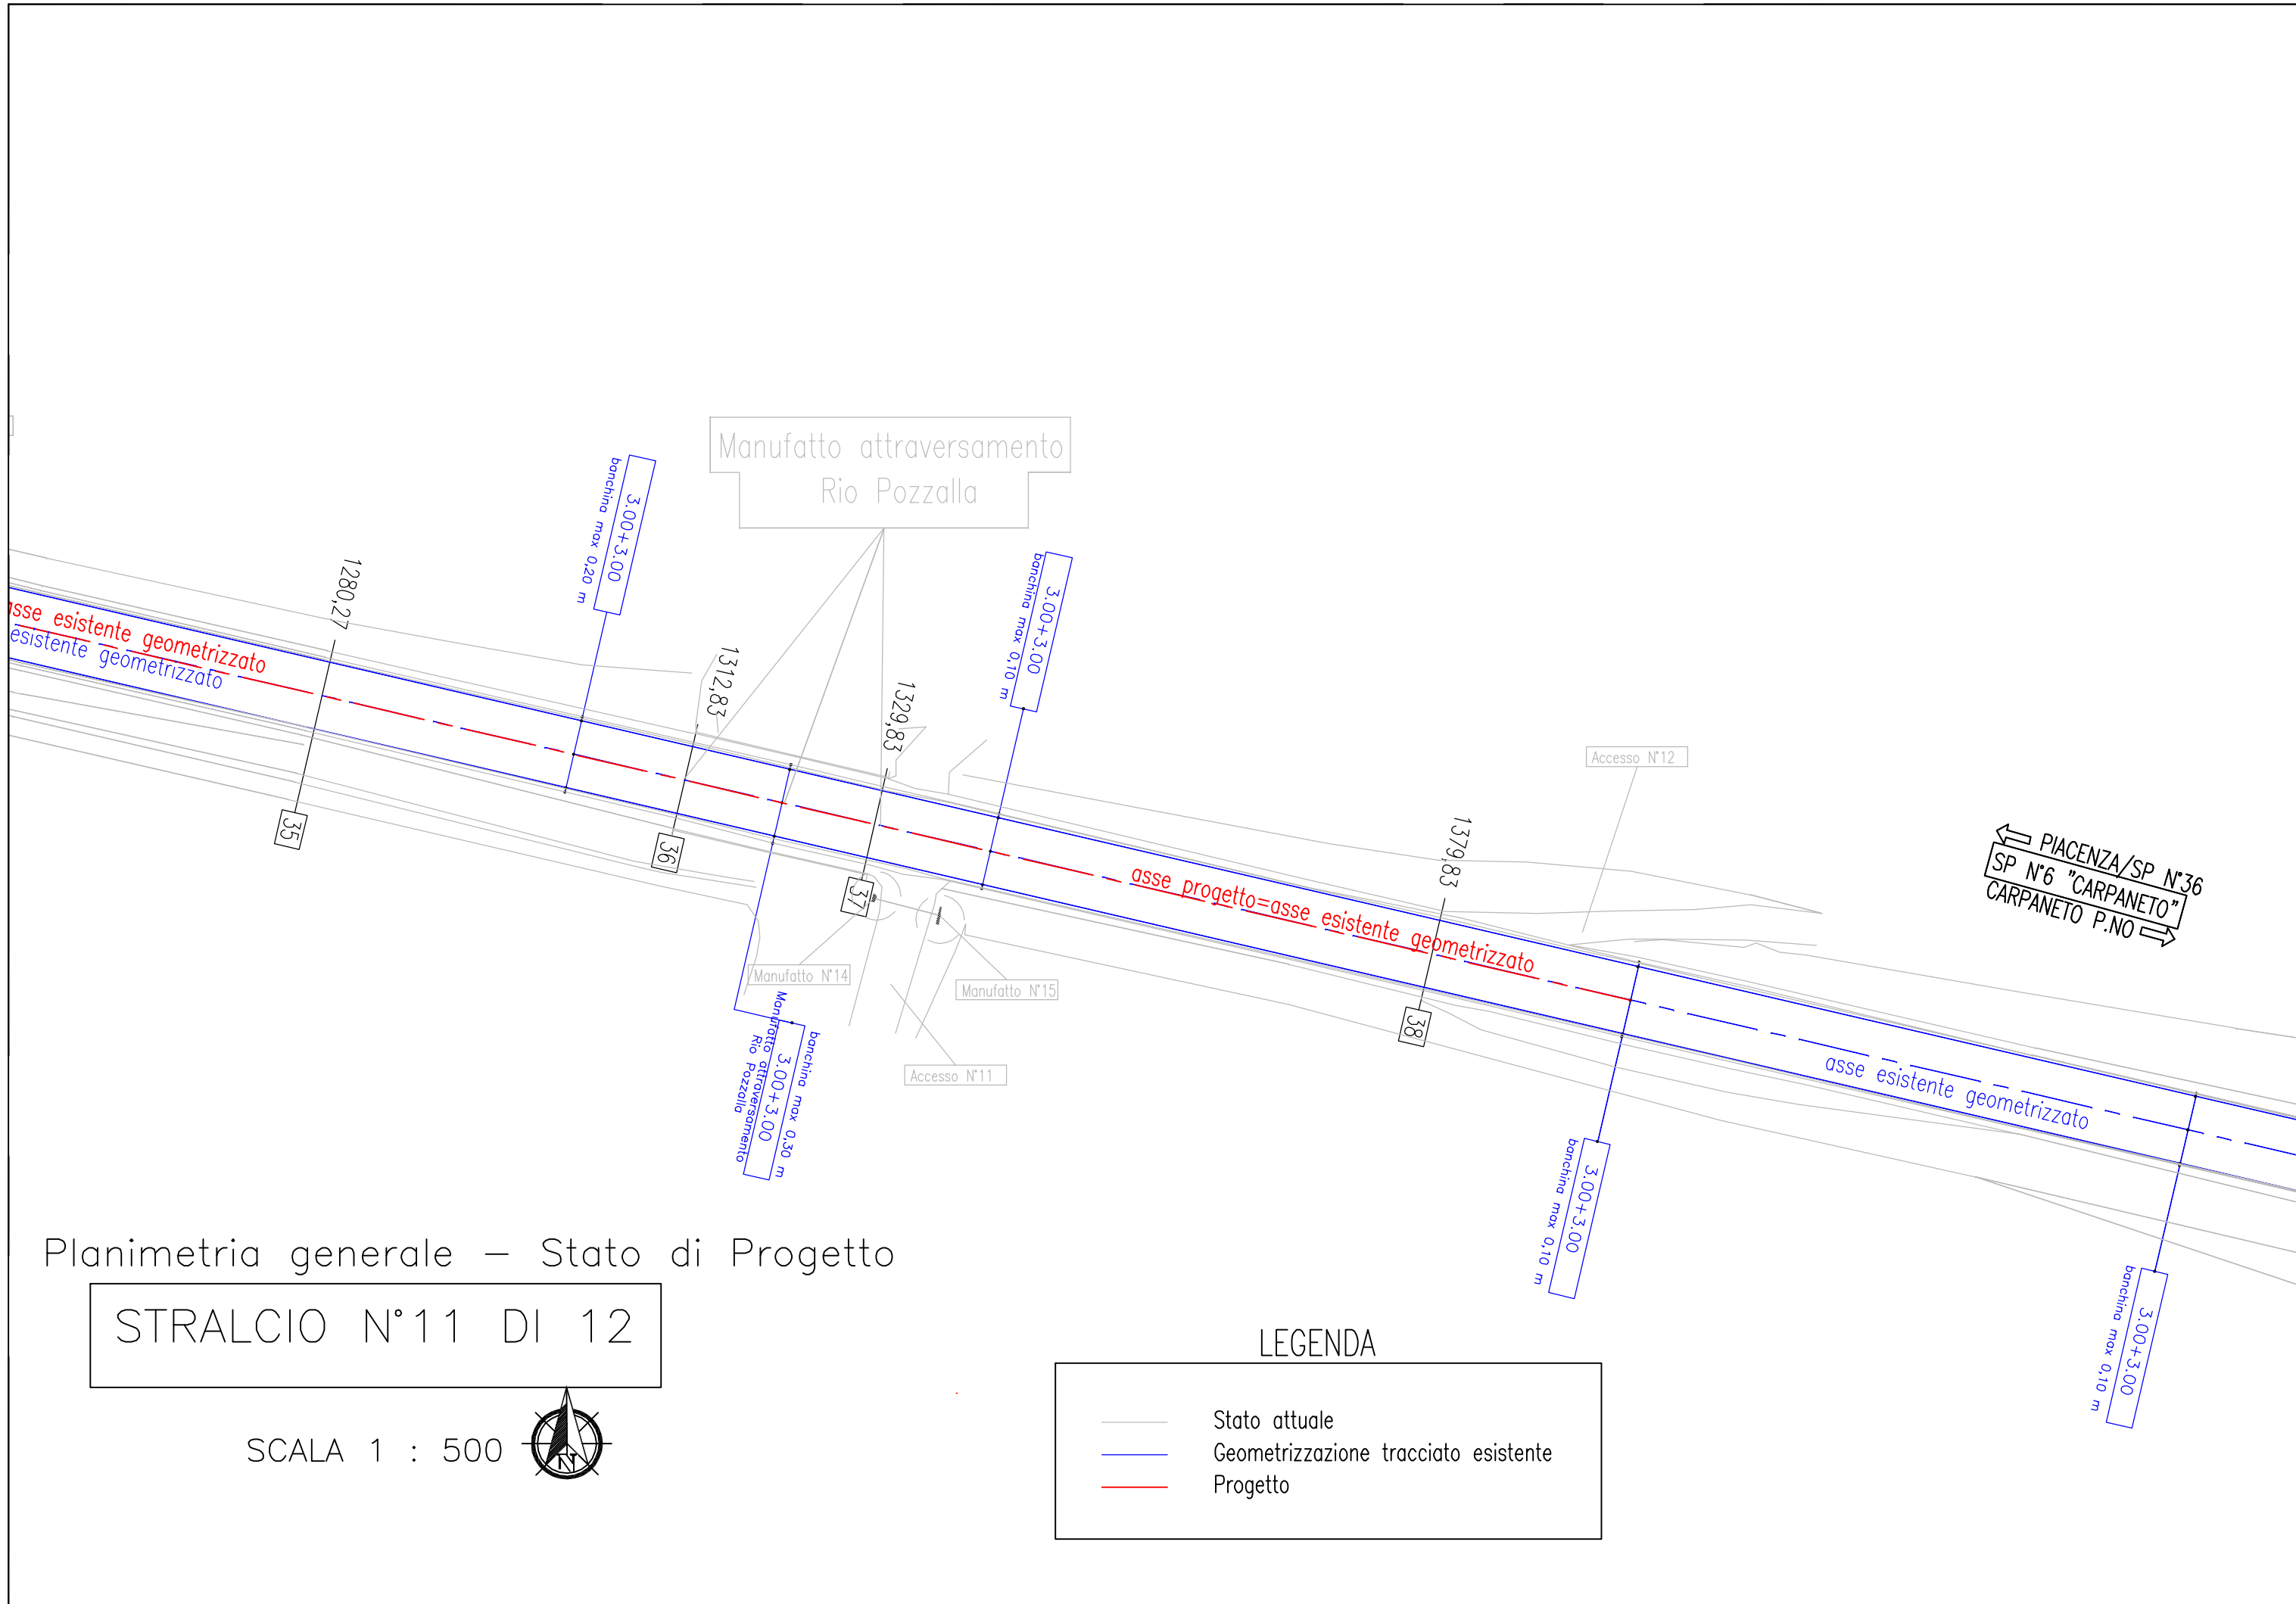 Manufatto attraversamento
Rio Pozzalla
banchina max 0,20 m
3.00+3.00
banchina max 0,10 m
3.00+3.00
1280,27
1312,83
1329,83
1379,83
asse esistente geometrizzato
esistente geometrizzato
35
36
37
38
Accesso N°12
PIACENZA/SP N°36
SP N°6 "CARPANETO"
CARPANETO P.NO
asse progetto=asse esistente geometrizzato
asse esistente geometrizzato
Manufatto N°14
Manufatto N°15
Accesso N°11
Manufatto attraversamento
Rio Pozzalla
3.00+3.00
banchina max 0,30 m
banchina max 0,10 m
3.00+3.00
banchina max 0,10 m
3.00+3.00
Planimetria generale – Stato di Progetto
STRALCIO N°11 DI 12
SCALA 1 : 500
N
LEGENDA
Stato attuale
Geometrizzazione tracciato esistente
Progetto